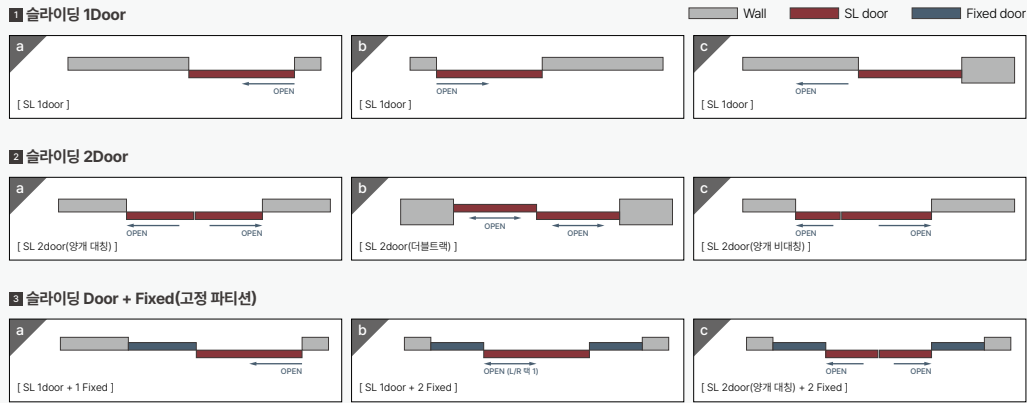 1 슬라이딩 1Door
Wall SL door Fixed door
a
OPEN
[ SL 1door ]
b
OPEN
[ SL 1door ]
c
OPEN
[ SL 1door ]
2 슬라이딩 2Door
a
OPEN OPEN
[ SL 2door(양개 대칭) ]
b
OPEN OPEN
[ SL 2door(더블트랙) ]
c
OPEN OPEN
[ SL 2door(양개 비대칭) ]
3 슬라이딩 Door + Fixed(고정 파티션)
a
OPEN
[ SL 1door + 1 Fixed ]
b
OPEN (L/R 택 1)
[ SL 1door + 2 Fixed ]
c
OPEN OPEN
[ SL 2door(양개 대칭) + 2 Fixed ]